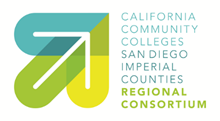 CALIFORNIA
COMMUNITY
COLLEGES
SAN DIEGO
IMPERIAL
COUNTIES
REGIONAL
CONSORTIUM